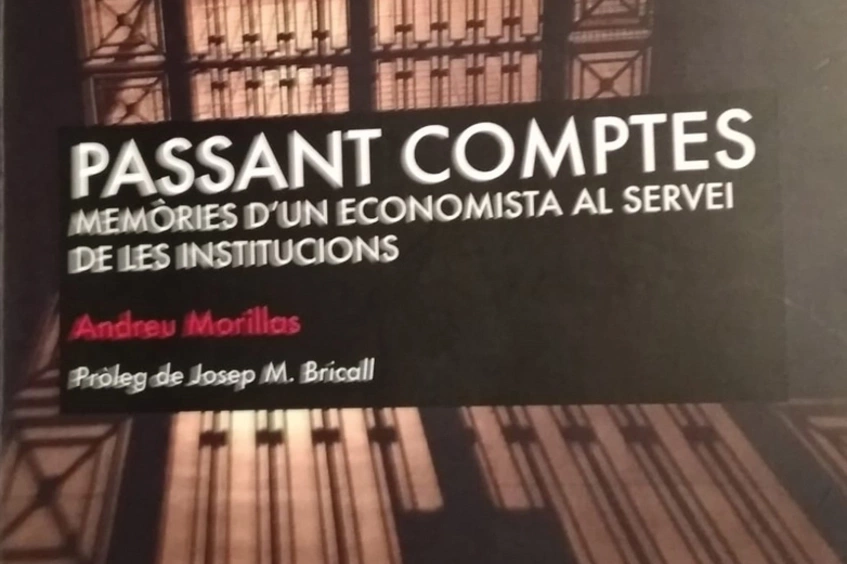 PASSANT COMPTES
MEMÒRIES D'UN ECONOMISTA AL SERVEI
DE LES INSTITUCIONS
Andreu Morillas
Pròleg de Josep M. Bricall